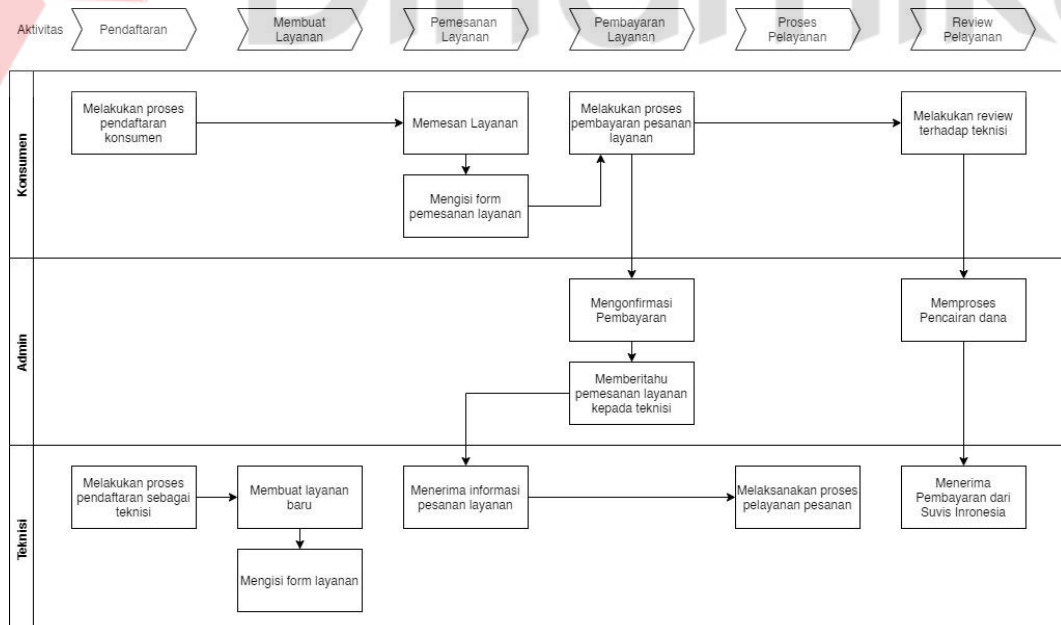 Aktivitas
Pendaftaran
Membuat
Layanan
Pemesanan
Layanan
Pembayaran
Layanan
Proses
Pelayanan
Review
Pelayanan
Konsumen
Melakukan proses
pendaftaran
konsumen
Memesan Layanan
Mengisi form
pemesanan layanan
Melakukan proses
pembayaran pesanan
layanan
Melakukan review
terhadap teknisi
Admin
Mengonfirmasi
Pembayaran
Memberitahu
pemesanan layanan
kepada teknisi
Memproses
Pencairan dana
Teknisi
Melakukan proses
pendaftaran sebagai
teknisi
Membuat layanan
baru
Mengisi form layanan
Menerima informasi
pesanan layanan
Melaksanakan proses
pelayanan pesanan
Menerima
Pembayaran dari
Suvis Inronesia